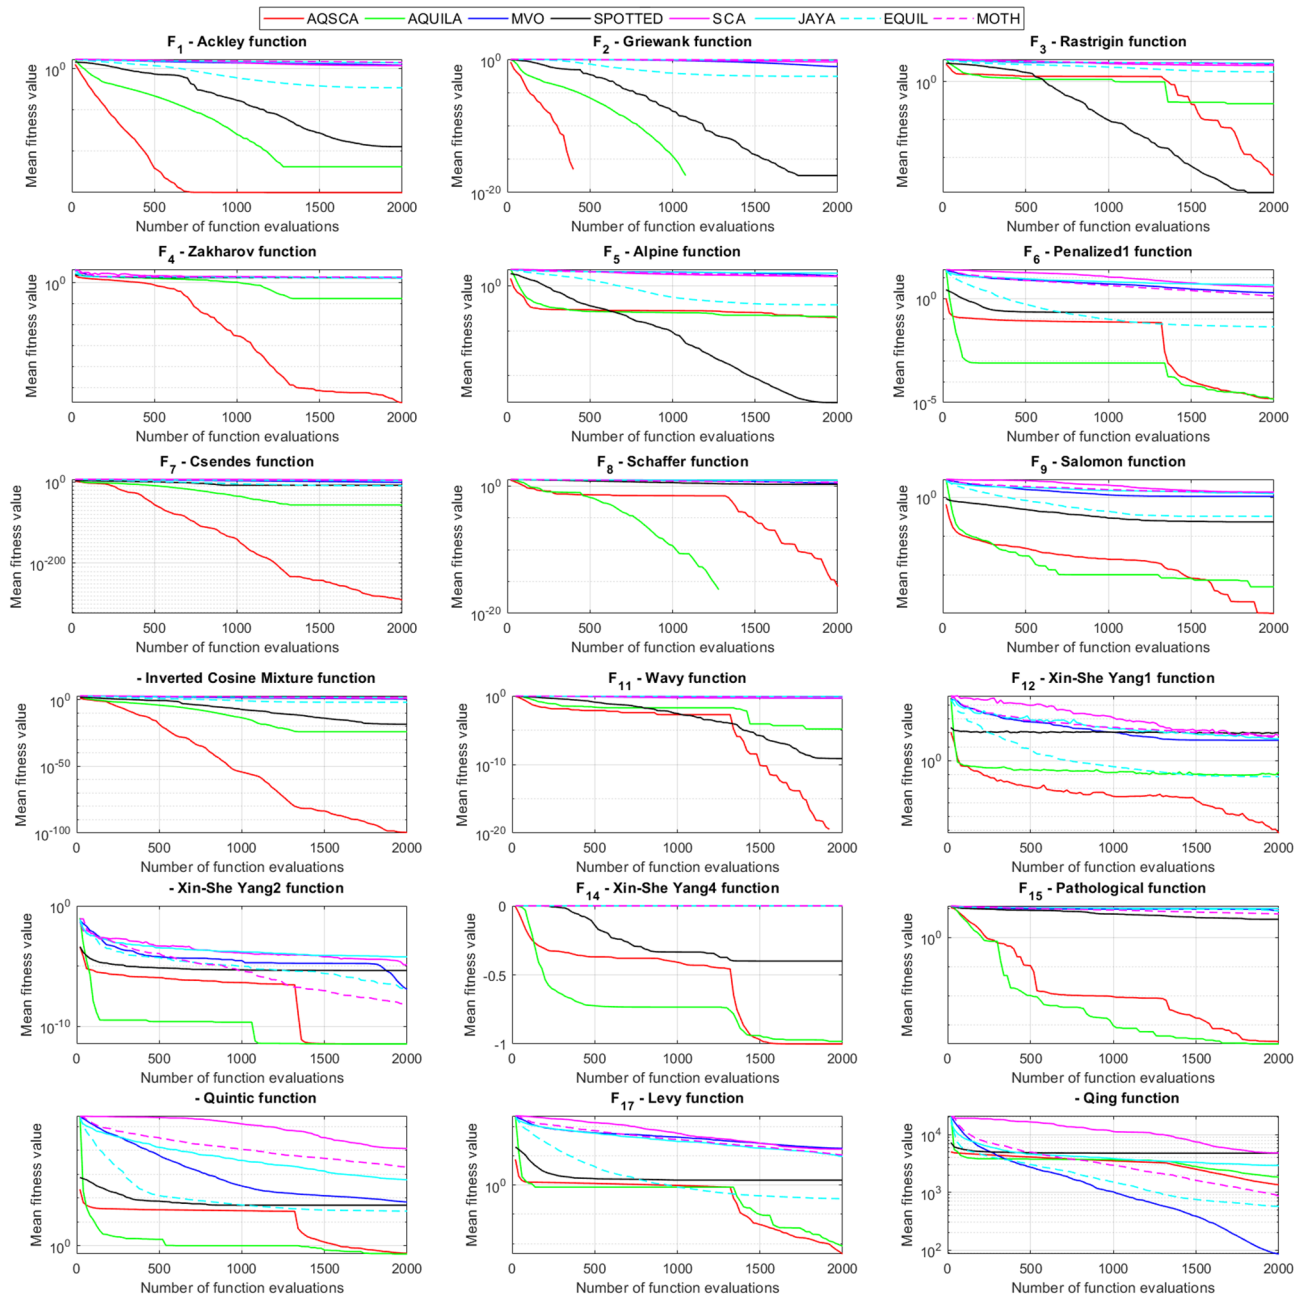 AQSCA AQUILA MVO SPOTTED SCA JAYA EQUIL MOTH
F1 - Ackley function
Mean fitness value
10^0
0 500 1000 1500 2000
Number of function evaluations
F2 - Griewank function
Mean fitness value
10^0
10^-20
0 500 1000 1500 2000
Number of function evaluations
F3 - Rastrigin function
Mean fitness value
10^0
0 500 1000 1500 2000
Number of function evaluations
F4 - Zakharov function
Mean fitness value
10^0
0 500 1000 1500 2000
Number of function evaluations
F5 - Alpine function
Mean fitness value
10^0
0 500 1000 1500 2000
Number of function evaluations
F6 - Penalized1 function
Mean fitness value
10^0
10^-5
0 500 1000 1500 2000
Number of function evaluations
F7 - Csendes function
Mean fitness value
10^0
10^-200
0 500 1000 1500 2000
Number of function evaluations
F8 - Schaffer function
Mean fitness value
10^0
10^-20
0 500 1000 1500 2000
Number of function evaluations
F9 - Salomon function
Mean fitness value
10^0
0 500 1000 1500 2000
Number of function evaluations
- Inverted Cosine Mixture function
Mean fitness value
10^0
10^-50
10^-100
0 500 1000 1500 2000
Number of function evaluations
F11 - Wavy function
Mean fitness value
10^0
10^-10
10^-20
0 500 1000 1500 2000
Number of function evaluations
F12 - Xin-She Yang1 function
Mean fitness value
10^0
0 500 1000 1500 2000
Number of function evaluations
- Xin-She Yang2 function
Mean fitness value
10^0
10^-10
0 500 1000 1500 2000
Number of function evaluations
F14 - Xin-She Yang4 function
Mean fitness value
0
-0.5
-1
0 500 1000 1500 2000
Number of function evaluations
F15 - Pathological function
Mean fitness value
10^0
0 500 1000 1500 2000
Number of function evaluations
- Quintic function
Mean fitness value
10^0
0 500 1000 1500 2000
Number of function evaluations
F17 - Levy function
Mean fitness value
10^0
0 500 1000 1500 2000
Number of function evaluations
- Qing function
Mean fitness value
10^4
10^3
10^2
0 500 1000 1500 2000
Number of function evaluations